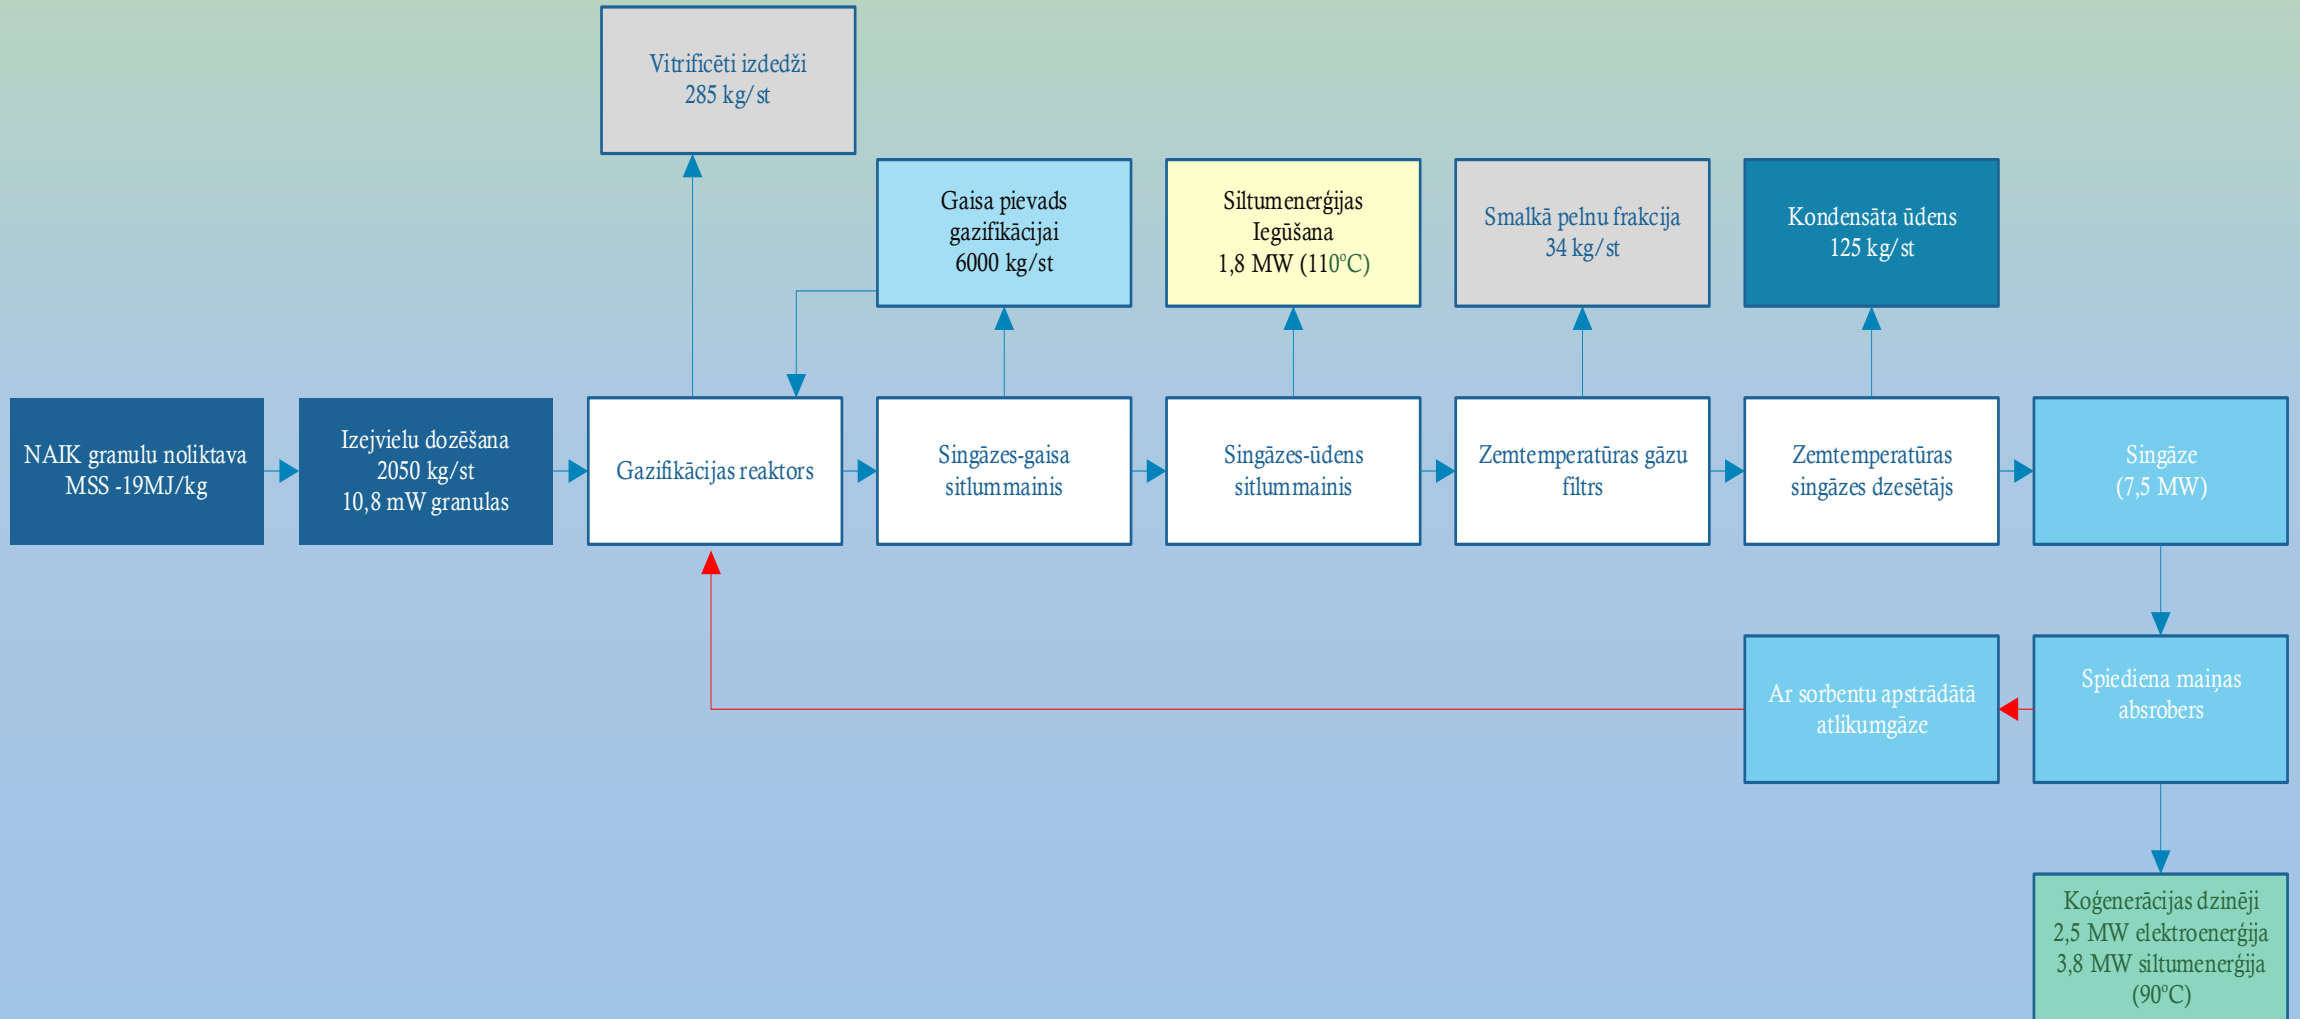 Vitrificēti izdedži
285 kg/st
Gaisa pievads
gazifikācijai
6000 kg/st
Siltumenerģijas
Iegūšana
1,8 MW (110°C)
Smalkā pelnu frakcija
34 kg/st
Kondensāta ūdens
125 kg/st
NAIK granulu noliktava
MSS -19MJ/kg
Izejvielu dozēšana
2050 kg/st
10,8 mW granulas
Gazifikācijas reaktors
Singāzes-gaisa
sitlummainis
Singāzes-ūdens
sitlummainis
Zemtemperatūras gāzu
filtrs
Zemtemperatūras
singāzes dzesētājs
Singāze
(7,5 MW)
Ar sorbentu apstrādātā
atlikumgāze
Spiediena maiņas
absrobers
Koģenerācijas dzinēji
2,5 MW elektroenerģija
3,8 MW siltumenerģija
(90°C)